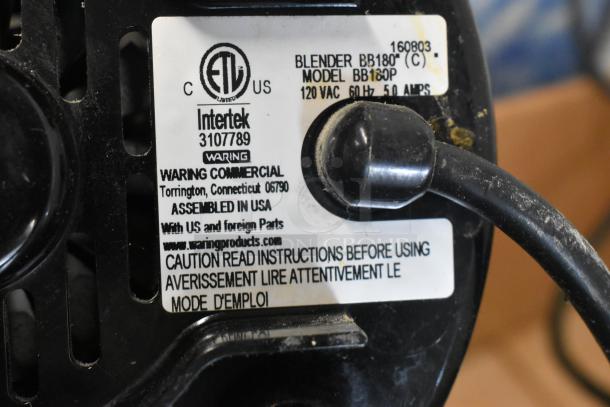 160803
BLENDER BB180" (C) .
MODEL BB180P
120 VAC 60 Hz 5.0 AMPS
C ETL US
LISTED
Intertek
3107789
WARING
WARING COMMERCIAL
Torrington, Connecticut 06790
ASSEMBLED IN USA
With US and foreign Parts
www.waringproducts.com
CAUTION READ INSTRUCTIONS BEFORE USING
AVERISSEMENT LIRE ATTENTIVEMENT LE
MODE D'EMPLOI